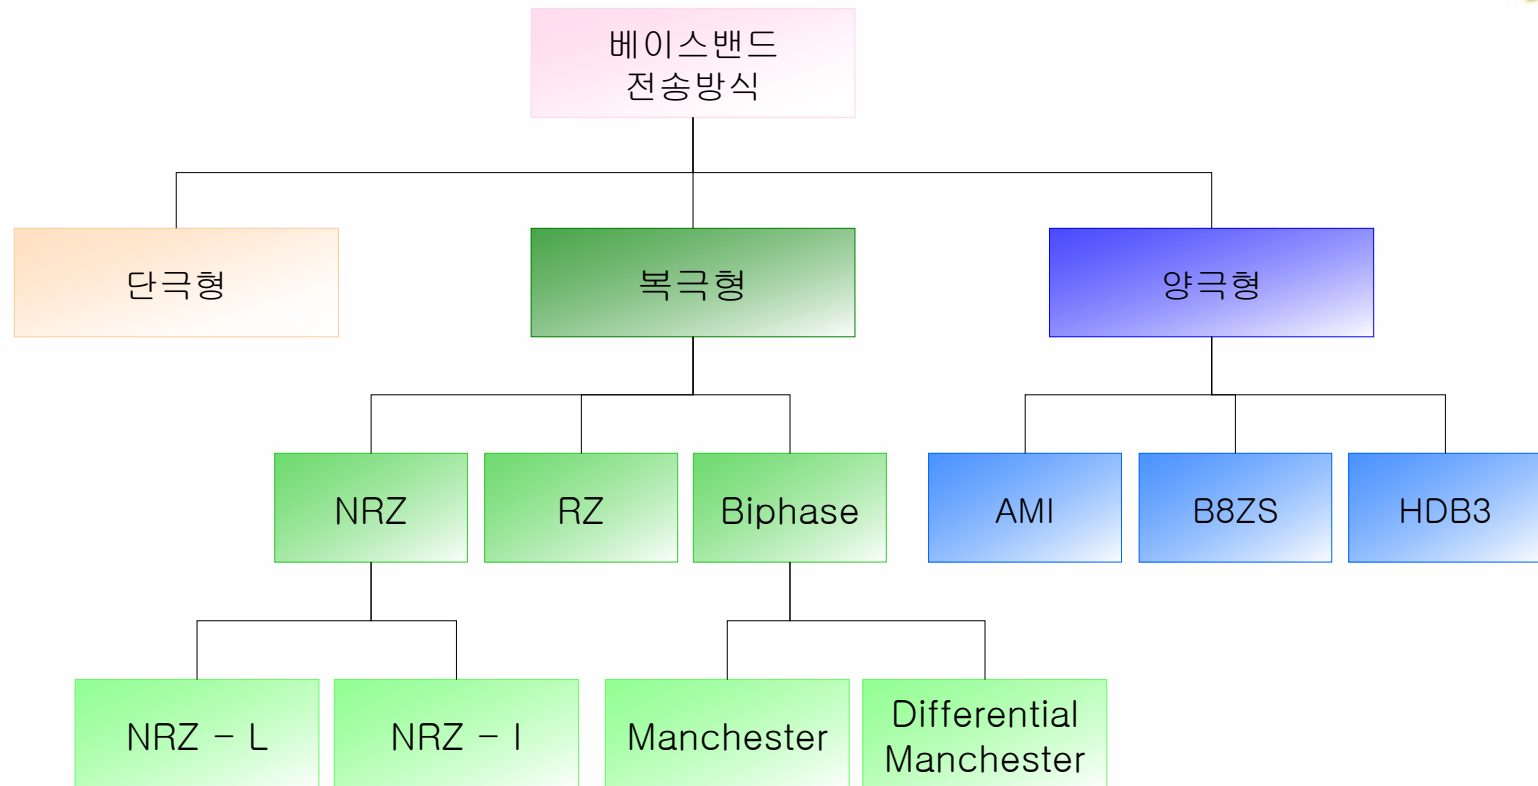 베이스밴드
전송방식
단극형
복극형
양극형
NRZ
RZ
Biphase
AMI
B8ZS
HDB3
NRZ – L
NRZ – I
Manchester
Differential
Manchester